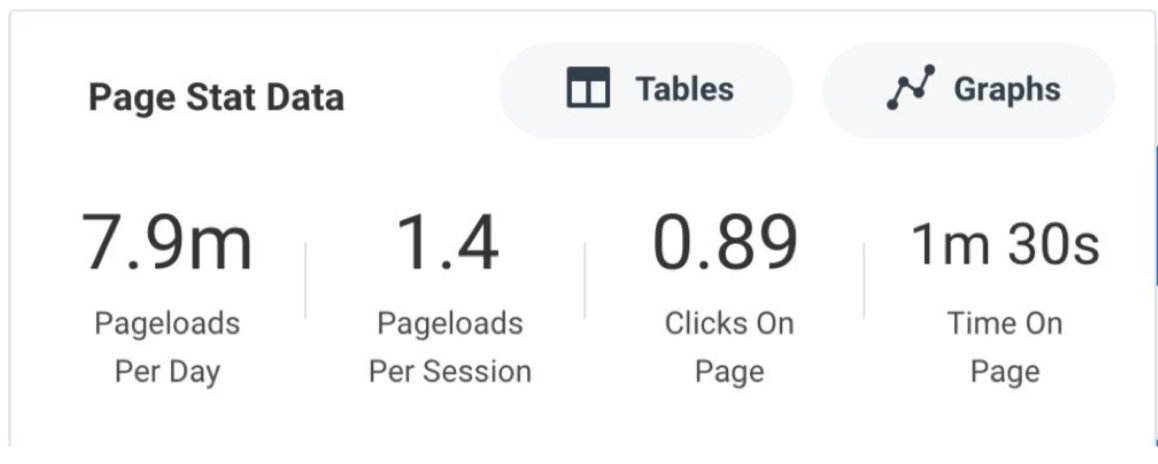 Page Stat Data
Tables
Graphs
7.9m
Pageloads
Per Day
1.4
Pageloads
Per Session
0.89
Clicks On
Page
1m 30s
Time On
Page